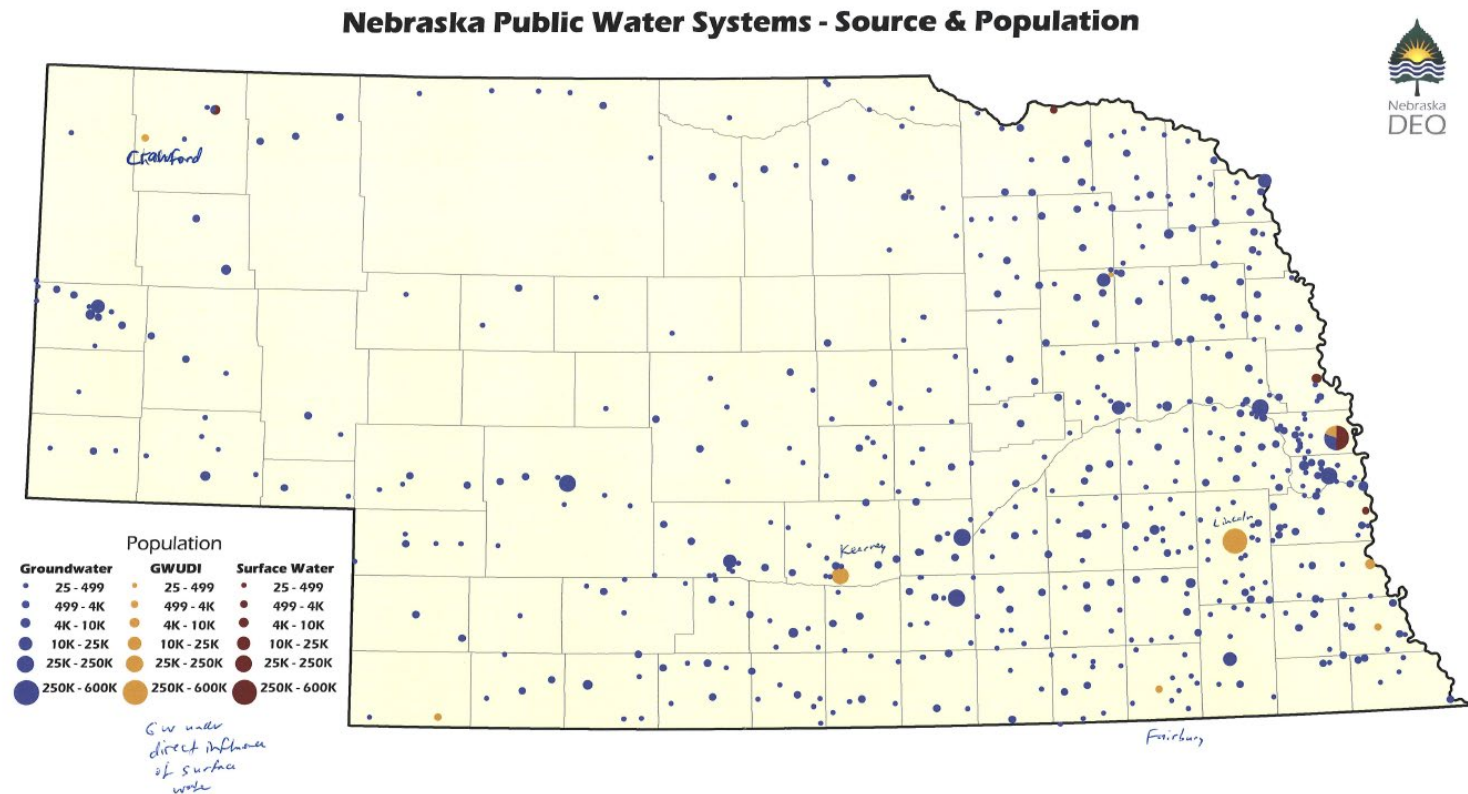 Nebraska Public Water Systems - Source & Population
Nebraska
DEQ
Crawford
Kearney
Lincoln
Population
Groundwater GWUDI Surface Water
25 - 499 25 - 499 25 - 499
499 - 4K 499 - 4K 499 - 4K
4K - 10K 4K - 10K 4K - 10K
10K - 25K 10K - 25K 10K - 25K
25K - 250K 25K - 250K 25K - 250K
250K - 600K 250K - 600K 250K - 600K
GW under
direct influence
of surface
Fairbury